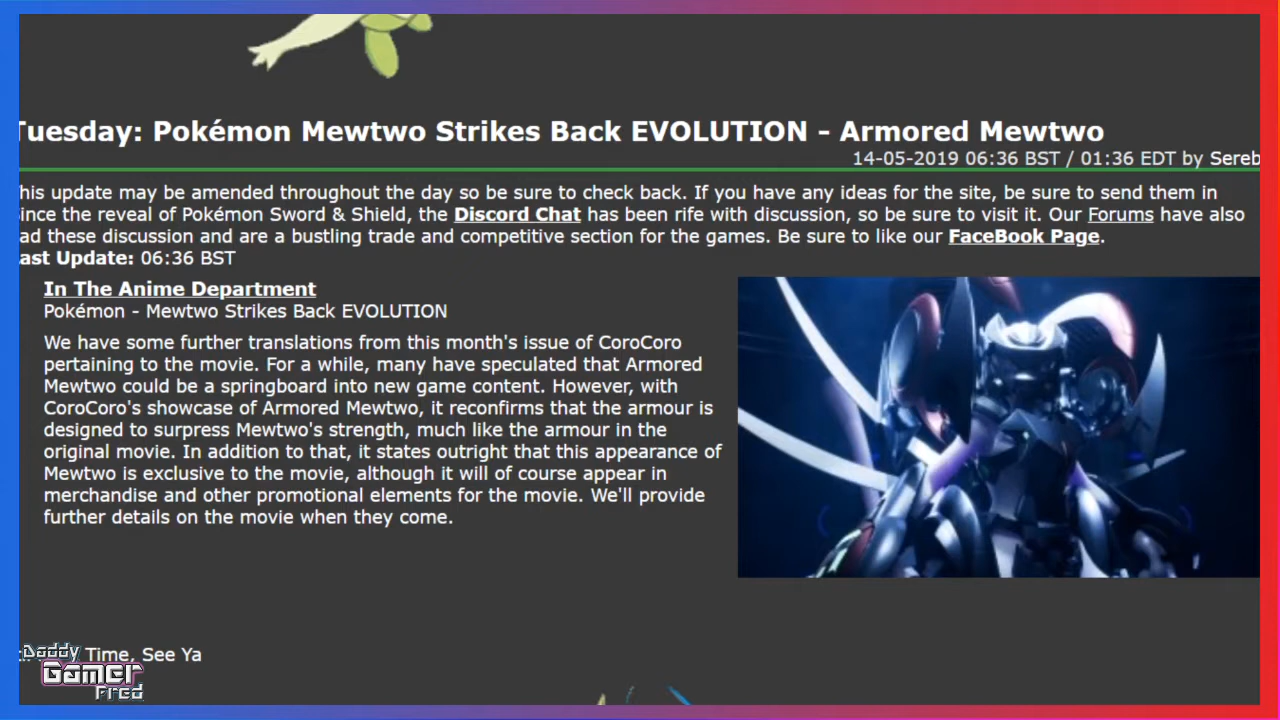 Tuesday: Pokémon Mewtwo Strikes Back EVOLUTION - Armored Mewtwo
14-05-2019 06:36 BST / 01:36 EDT by Sereb
his update may be amended throughout the day so be sure to check back. If you have any ideas for the site, be sure to send them in
ince the reveal of Pokémon Sword & Shield, the Discord Chat has been rife with discussion, so be sure to visit it. Our Forums have also
ad these discussion and are a bustling trade and competitive section for the games. Be sure to like our FaceBook Page.
ast Update: 06:36 BST
In The Anime Department
Pokémon - Mewtwo Strikes Back EVOLUTION
We have some further translations from this month's issue of CoroCoro
pertaining to the movie. For a while, many have speculated that Armored
Mewtwo could be a springboard into new game content. However, with
CoroCoro's showcase of Armored Mewtwo, it reconfirms that the armour is
designed to surpress Mewtwo's strength, much like the armour in the
original movie. In addition to that, it states outright that this appearance of
Mewtwo is exclusive to the movie, although it will of course appear in
merchandise and other promotional elements for the movie. We'll provide
further details on the movie when they come.
Time, See Ya
Daddy
Gamer
Fred